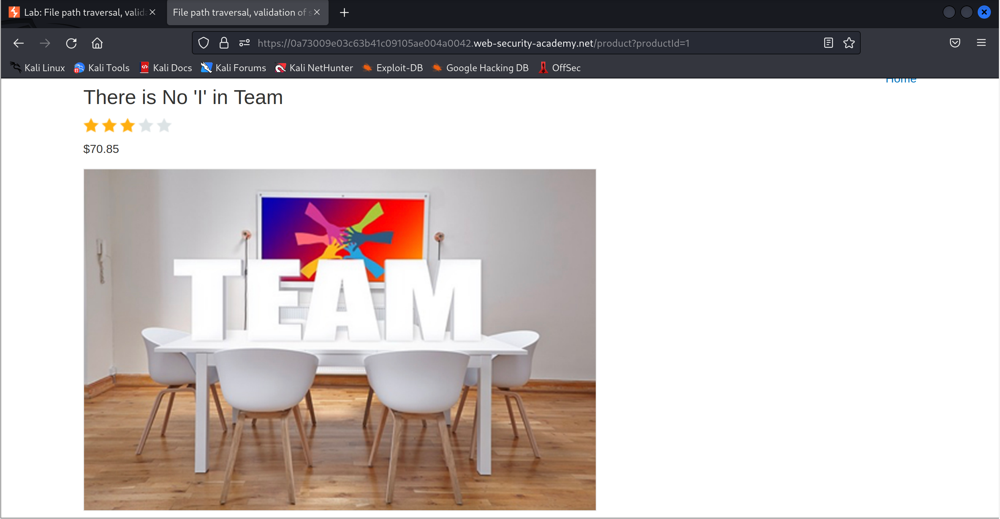 Lab: File path traversal, valida
File path traversal, validation of s
https://0a73009e03c63b41c09105ae004a0042.web-security-academy.net/product?productId=1
Kali Linux Kali Tools Kali Docs Kali Forums Kali NetHunter Exploit-DB Google Hacking DB OffSec
Home
There is No 'I' in Team
$70.85
TEAM